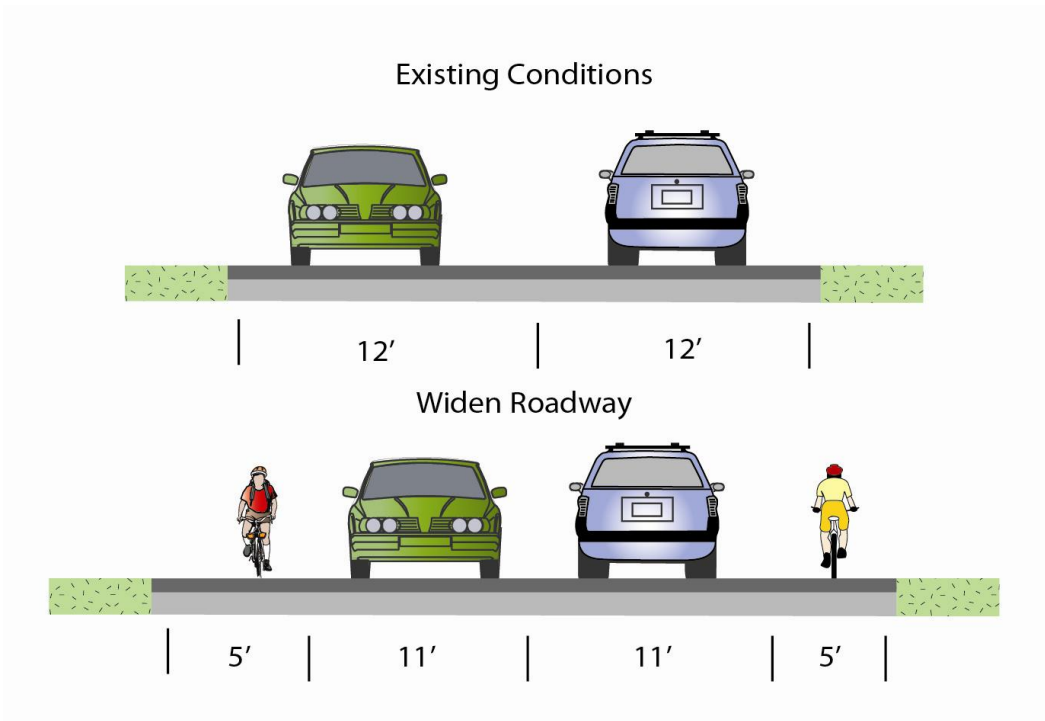 Existing Conditions
12’ 12’
Widen Roadway
5’ 11’ 11’ 5’